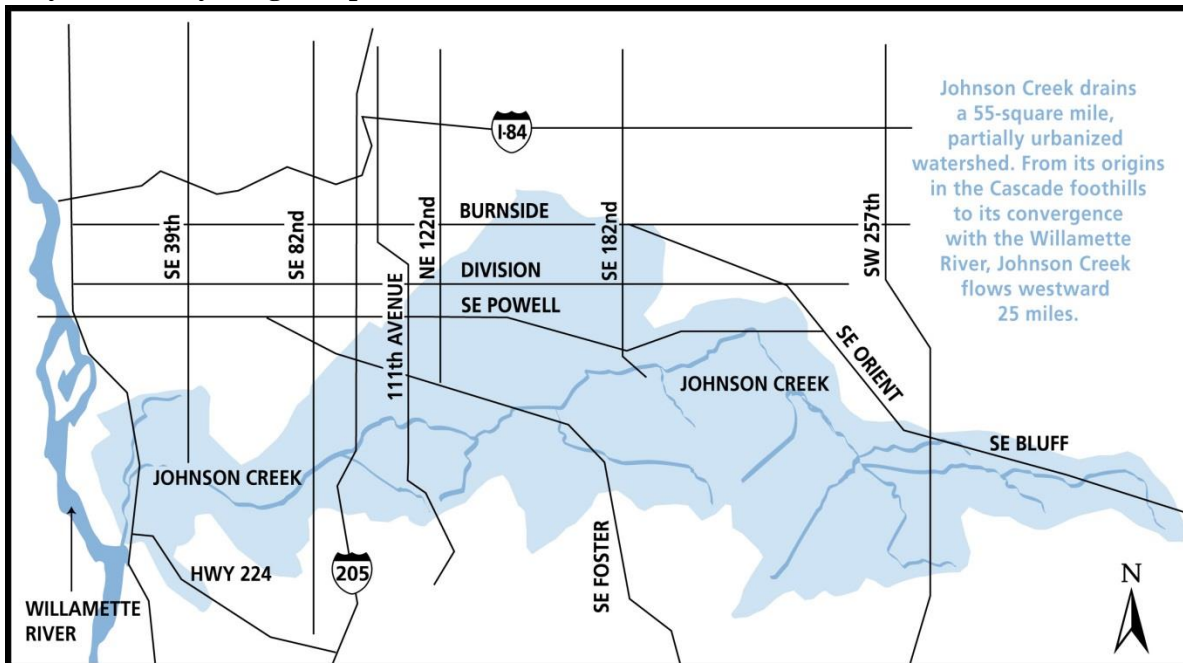 I-84
Johnson Creek drains
a 55-square mile,
partially urbanized
watershed. From its origins
in the Cascade foothills
to its convergence
with the Willamette
River, Johnson Creek
flows westward
25 miles.
BURNSIDE
SE 39th
SE 82nd
NE 122nd
SE 182nd
SW 257th
DIVISION
SE POWELL
111th AVENUE
SE ORIENT
JOHNSON CREEK
SE BLUFF
JOHNSON CREEK
HWY 224
205
SE FOSTER
WILLAMETTE
RIVER
N